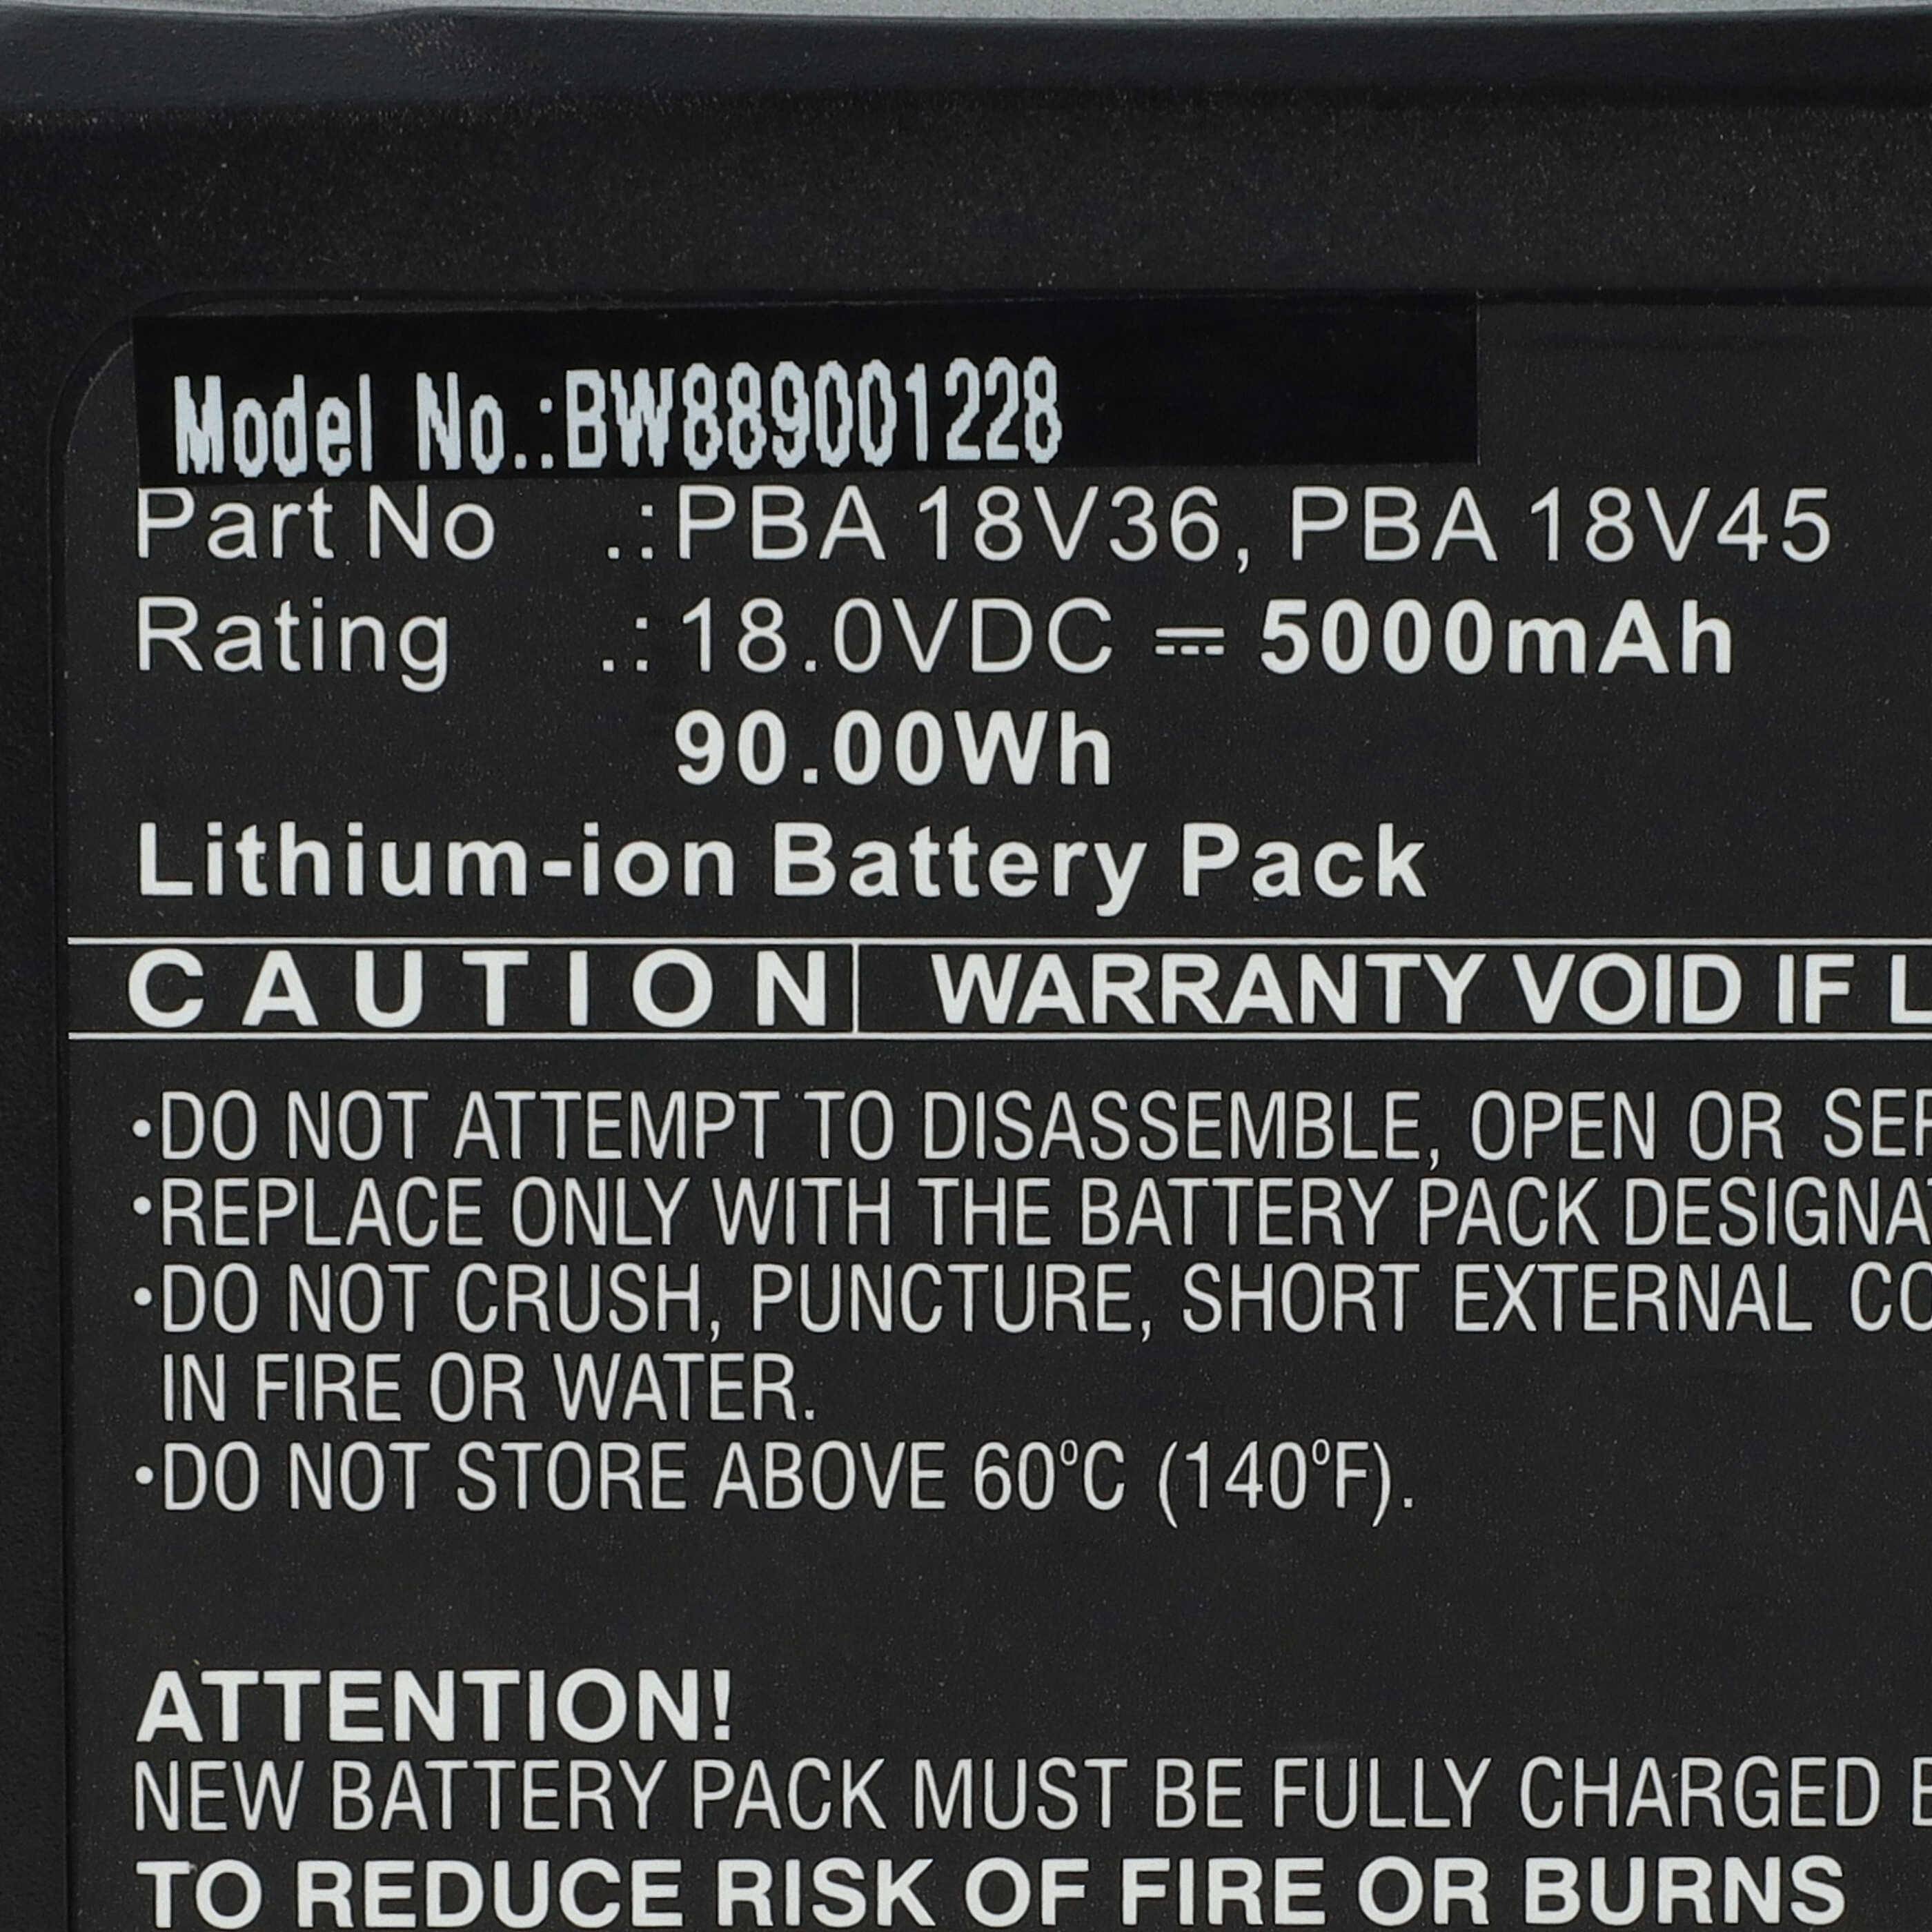 Model No.:BW889001228
Part No .:PBA 18V36, PBA 18V45
Rating .: 18.0VDC ⎓ 5000mAh
90.00Wh
Lithium-ion Battery Pack
CAUTION WARRANTY VOID IF
•DO NOT ATTEMPT TO DISASSEMBLE, OPEN OR
•REPLACE ONLY WITH THE BATTERY PACK
•DO NOT CRUSH, PUNCTURE, SHORT EXTERNAL
IN FIRE OR WATER.
•DO NOT STORE ABOVE 60°C (140°F).
ATTENTION!
NEW BATTERY PACK MUST BE FULLY CHARGED
TO REDUCE RISK OF FIRE OR BURNS